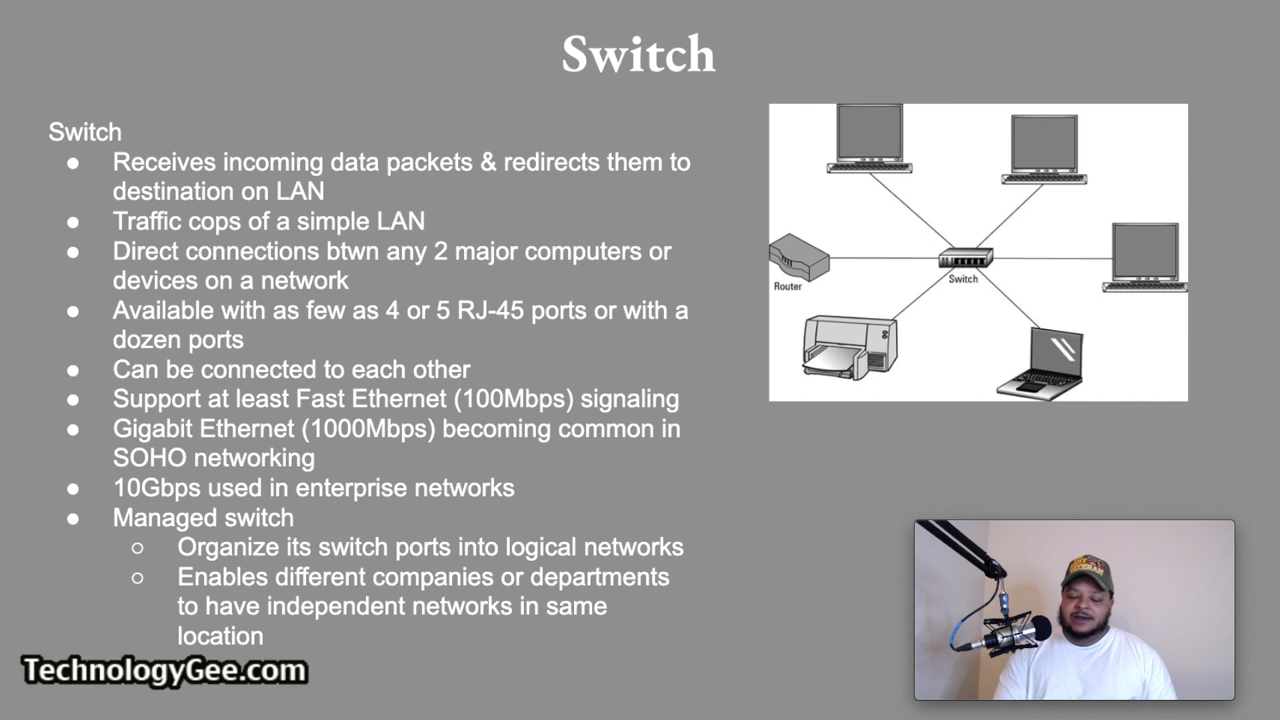 Switch
Switch
● Receives incoming data packets & redirects them to
destination on LAN
● Traffic cops of a simple LAN
● Direct connections btwn any 2 major computers or
devices on a network
● Available with as few as 4 or 5 RJ-45 ports or with a
dozen ports
● Can be connected to each other
● Support at least Fast Ethernet (100Mbps) signaling
● Gigabit Ethernet (1000Mbps) becoming common in
SOHO networking
● 10Gbps used in enterprise networks
● Managed switch
○ Organize its switch ports into logical networks
○ Enables different companies or departments
to have independent networks in same
location
Router
Switch
TechnologyGee.com
VETERAN